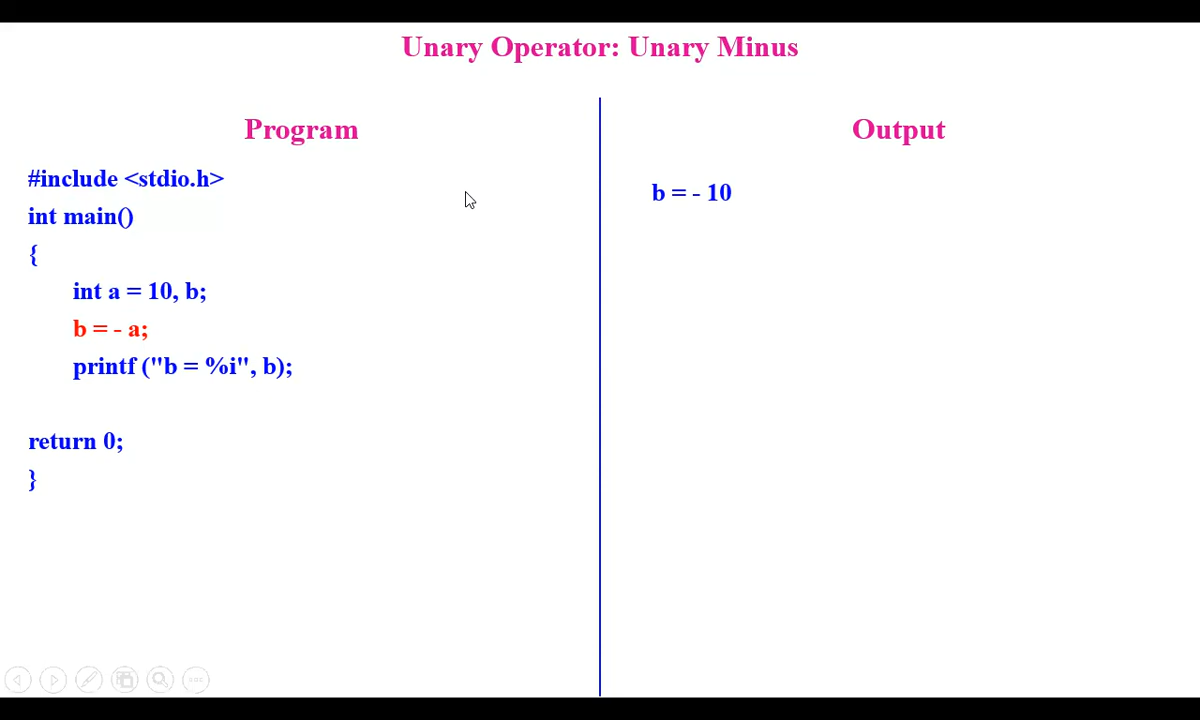 Unary Operator: Unary Minus
Program
#include <stdio.h>
int main()
{
int a = 10, b;
b = - a;
printf ("b = %i", b);
return 0;
}
Output
b = - 10